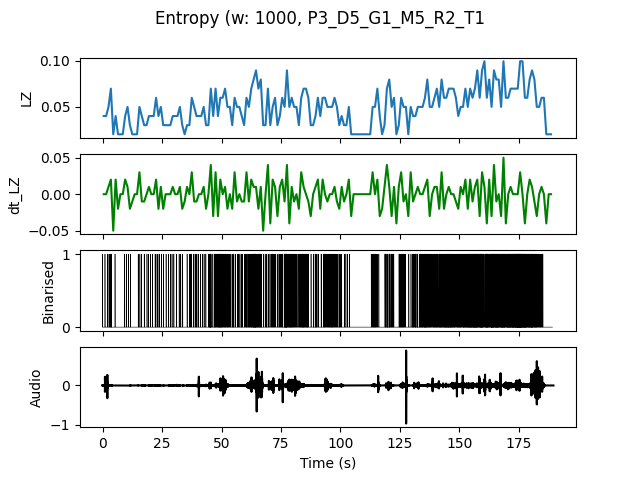 Entropy (w: 1000, P3_D5_G1_M5_R2_T1
0.10
0.05
LZ
0.05
0.00
−0.05
dt_LZ
1
0
Binarised
0
−1
Audio
0 25 50 75 100 125 150 175
Time (s)